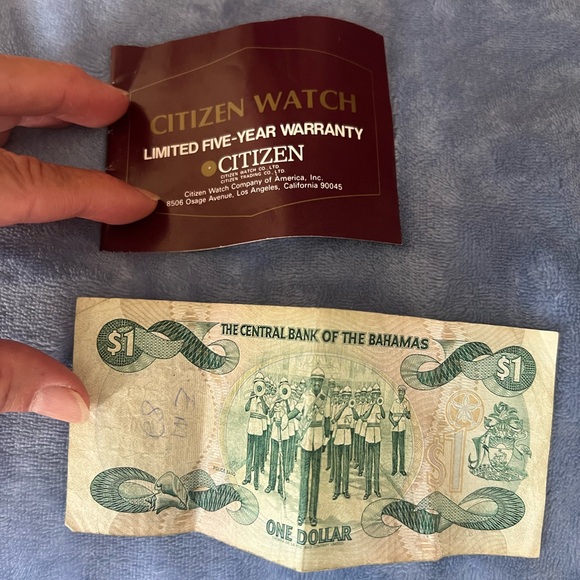 CITIZEN WATCH
LIMITED FIVE-YEAR WARRANTY
CITIZEN
CITIZEN WATCH CO., LTD.
CITIZEN TRADING CO., LTD.
Citizen Watch Company of America, Inc.
8506 Osage Avenue, Los Angeles, California 90045
THE CENTRAL BANK OF THE BAHAMAS
$1
$1
$1
ONE DOLLAR